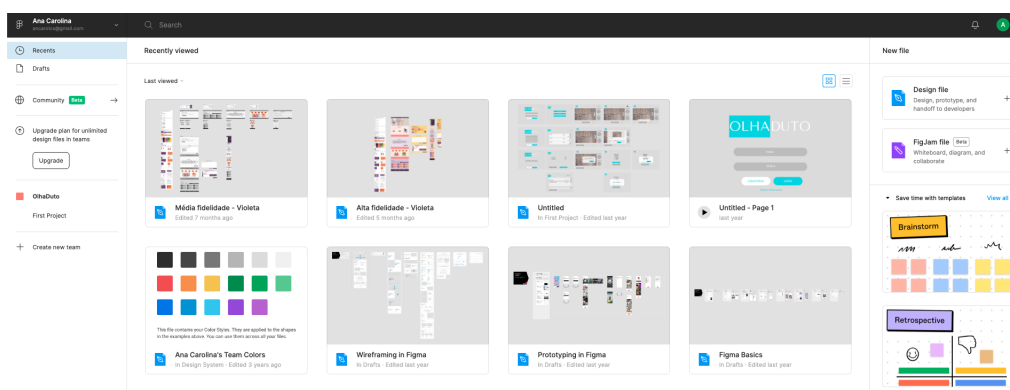 Ana Carolina
Search
A
Recents
Drafts
Community Beta
Upgrade plan for unlimited
design files in teams
Upgrade
OlhaDuto
First Project
Create new team
Recently viewed
Last viewed
OLHADUTO
Média fidelidade - Violeta
Edited 7 months ago
Alta fidelidade - Violeta
Edited 5 months ago
Untitled
In First Project · Edited last year
Untitled - Page 1
last year
This file contains your Color Styles. They are applied to the shapes
in the examples above. You can use them across all your files
Ana Carolina's Team Colors
In Design System · Edited 3 years ago
Wireframing in Figma
In Drafts · Edited last year
Prototyping in Figma
In Drafts · Edited last year
Figma Basics
In Drafts · Edited last year
New file
Design file
Design, prototype, and
handoff to developers
FigJam file Beta
Whiteboard, diagram, and
collaborate
Save time with templates
View all
Brainstorm
Retrospective